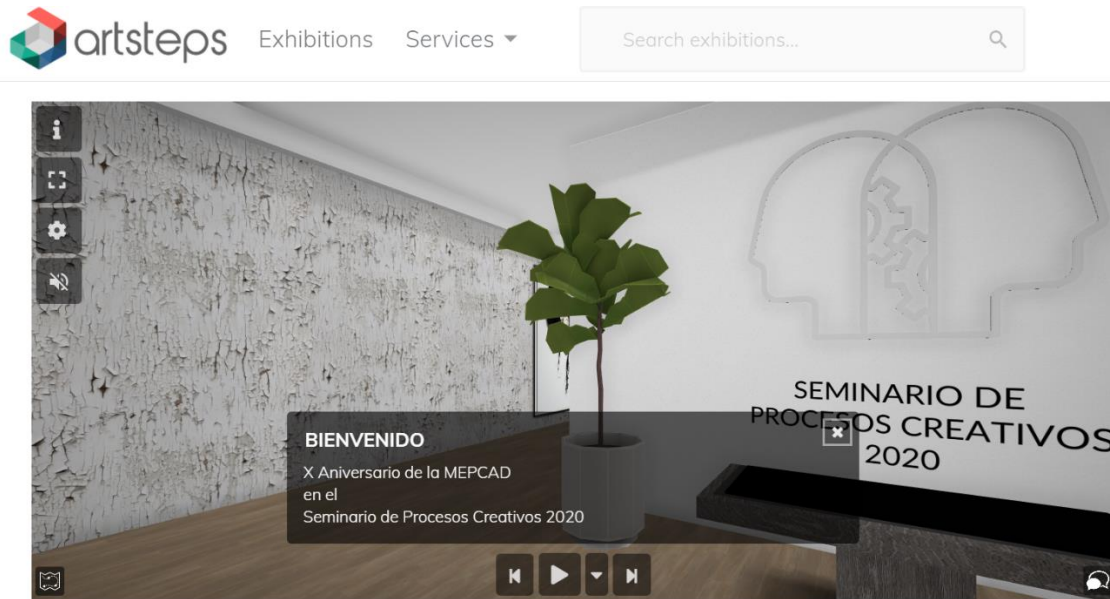 artsteps
Exhibitions
Services
Search exhibitions...
SEMINARIO DE
PROCESOS CREATIVOS
2020
BIENVENIDO
X Aniversario de la MEPCAD
en el
Seminario de Procesos Creativos 2020